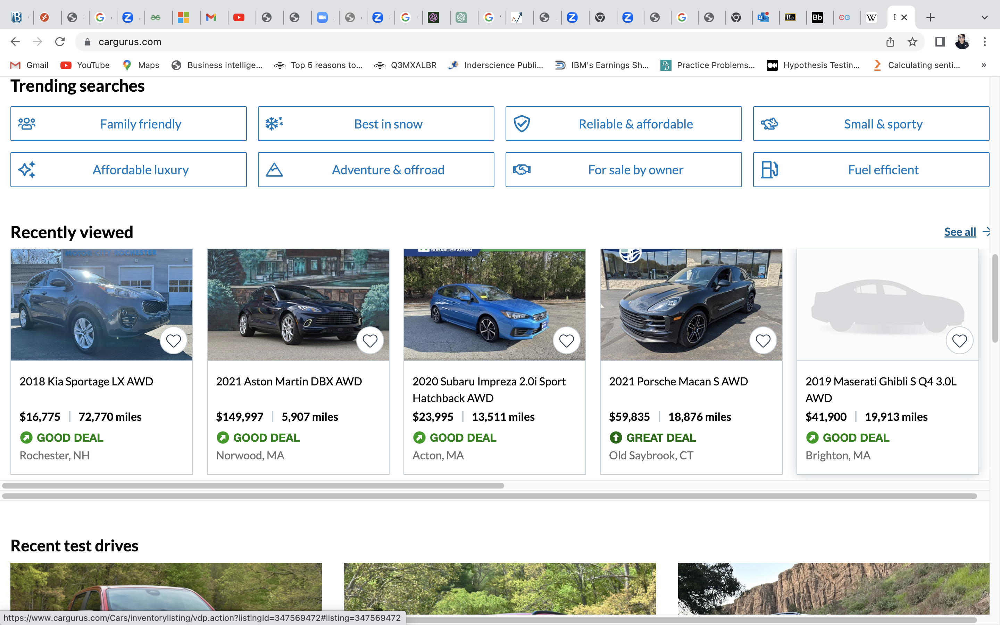 cargurus.com
Gmail
YouTube
Maps
Business Intellige...
Top 5 reasons to...
Q3MXALBR
Inderscience Publi...
IBM's Earnings Sh...
Practice Problems...
Hypothesis Testin...
Calculating senti...
»
Trending searches
Family friendly
Best in snow
Reliable & affordable
Small & sporty
Affordable luxury
Adventure & offroad
For sale by owner
Fuel efficient
Recently viewed
See all
MOTOR CITY ROCHESTER
SUBARU OF ACTON
2018 Kia Sportage LX AWD
$16,775 | 72,770 miles
GOOD DEAL
Rochester, NH
2021 Aston Martin DBX AWD
$149,997 | 5,907 miles
GOOD DEAL
Norwood, MA
2020 Subaru Impreza 2.0i Sport
Hatchback AWD
$23,995 | 13,511 miles
GOOD DEAL
Acton, MA
2021 Porsche Macan S AWD
$59,835 | 18,876 miles
GREAT DEAL
Old Saybrook, CT
2019 Maserati Ghibli S Q4 3.0L
AWD
$41,900 | 19,913 miles
GOOD DEAL
Brighton, MA
Recent test drives
https://www.cargurus.com/Cars/inventorylisting/vdp.action?listingId=347569472#listing=347569472